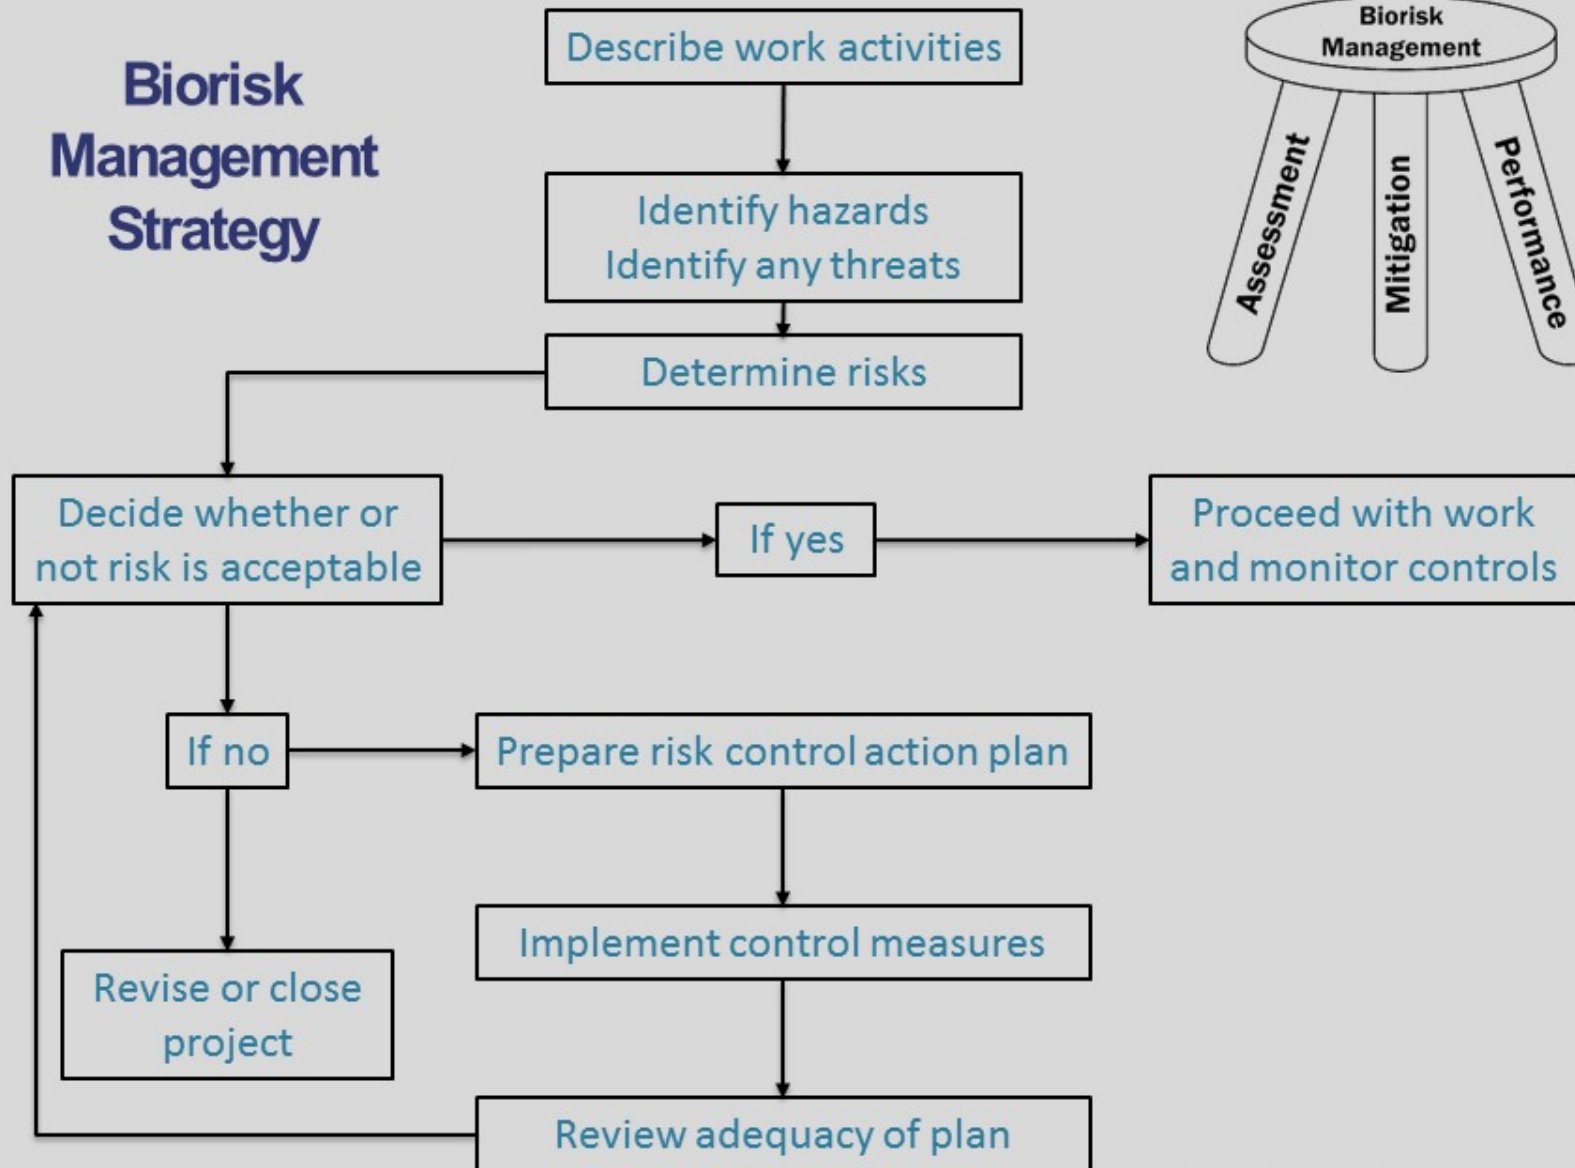 Biorisk
Management
Strategy
Describe work activities
Identify hazards
Identify any threats
Determine risks
Decide whether or
not risk is acceptable
If yes
Proceed with work
and monitor controls
If no
Prepare risk control action plan
Implement control measures
Revise or close
project
Review adequacy of plan
Biorisk
Management
Assessment
Mitigation
Performance